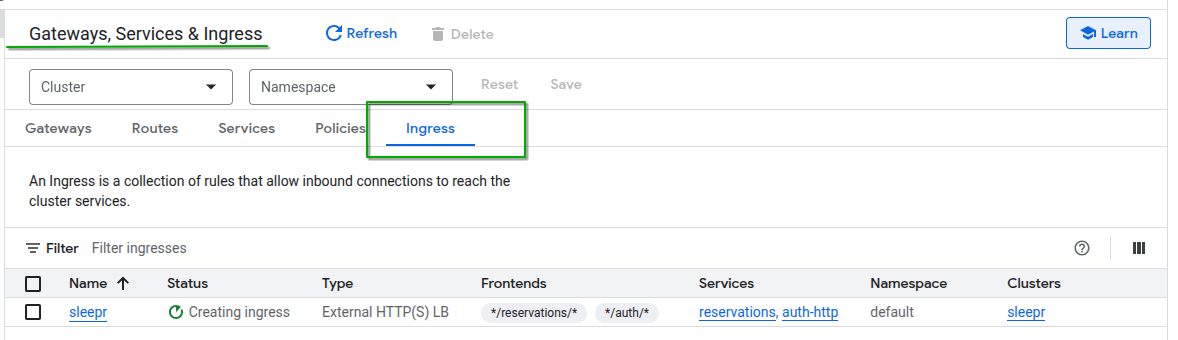 Gateways, Services & Ingress Refresh Delete Learn
Cluster Namespace Reset Save
Gateways Routes Services Policies Ingress
An Ingress is a collection of rules that allow inbound connections to reach the
cluster services.
Filter Filter ingresses
Name Status Type Frontends Services Namespace Clusters
sleepr Creating ingress External HTTP(S) LB */reservations/* */auth/* reservations, auth-http default sleepr